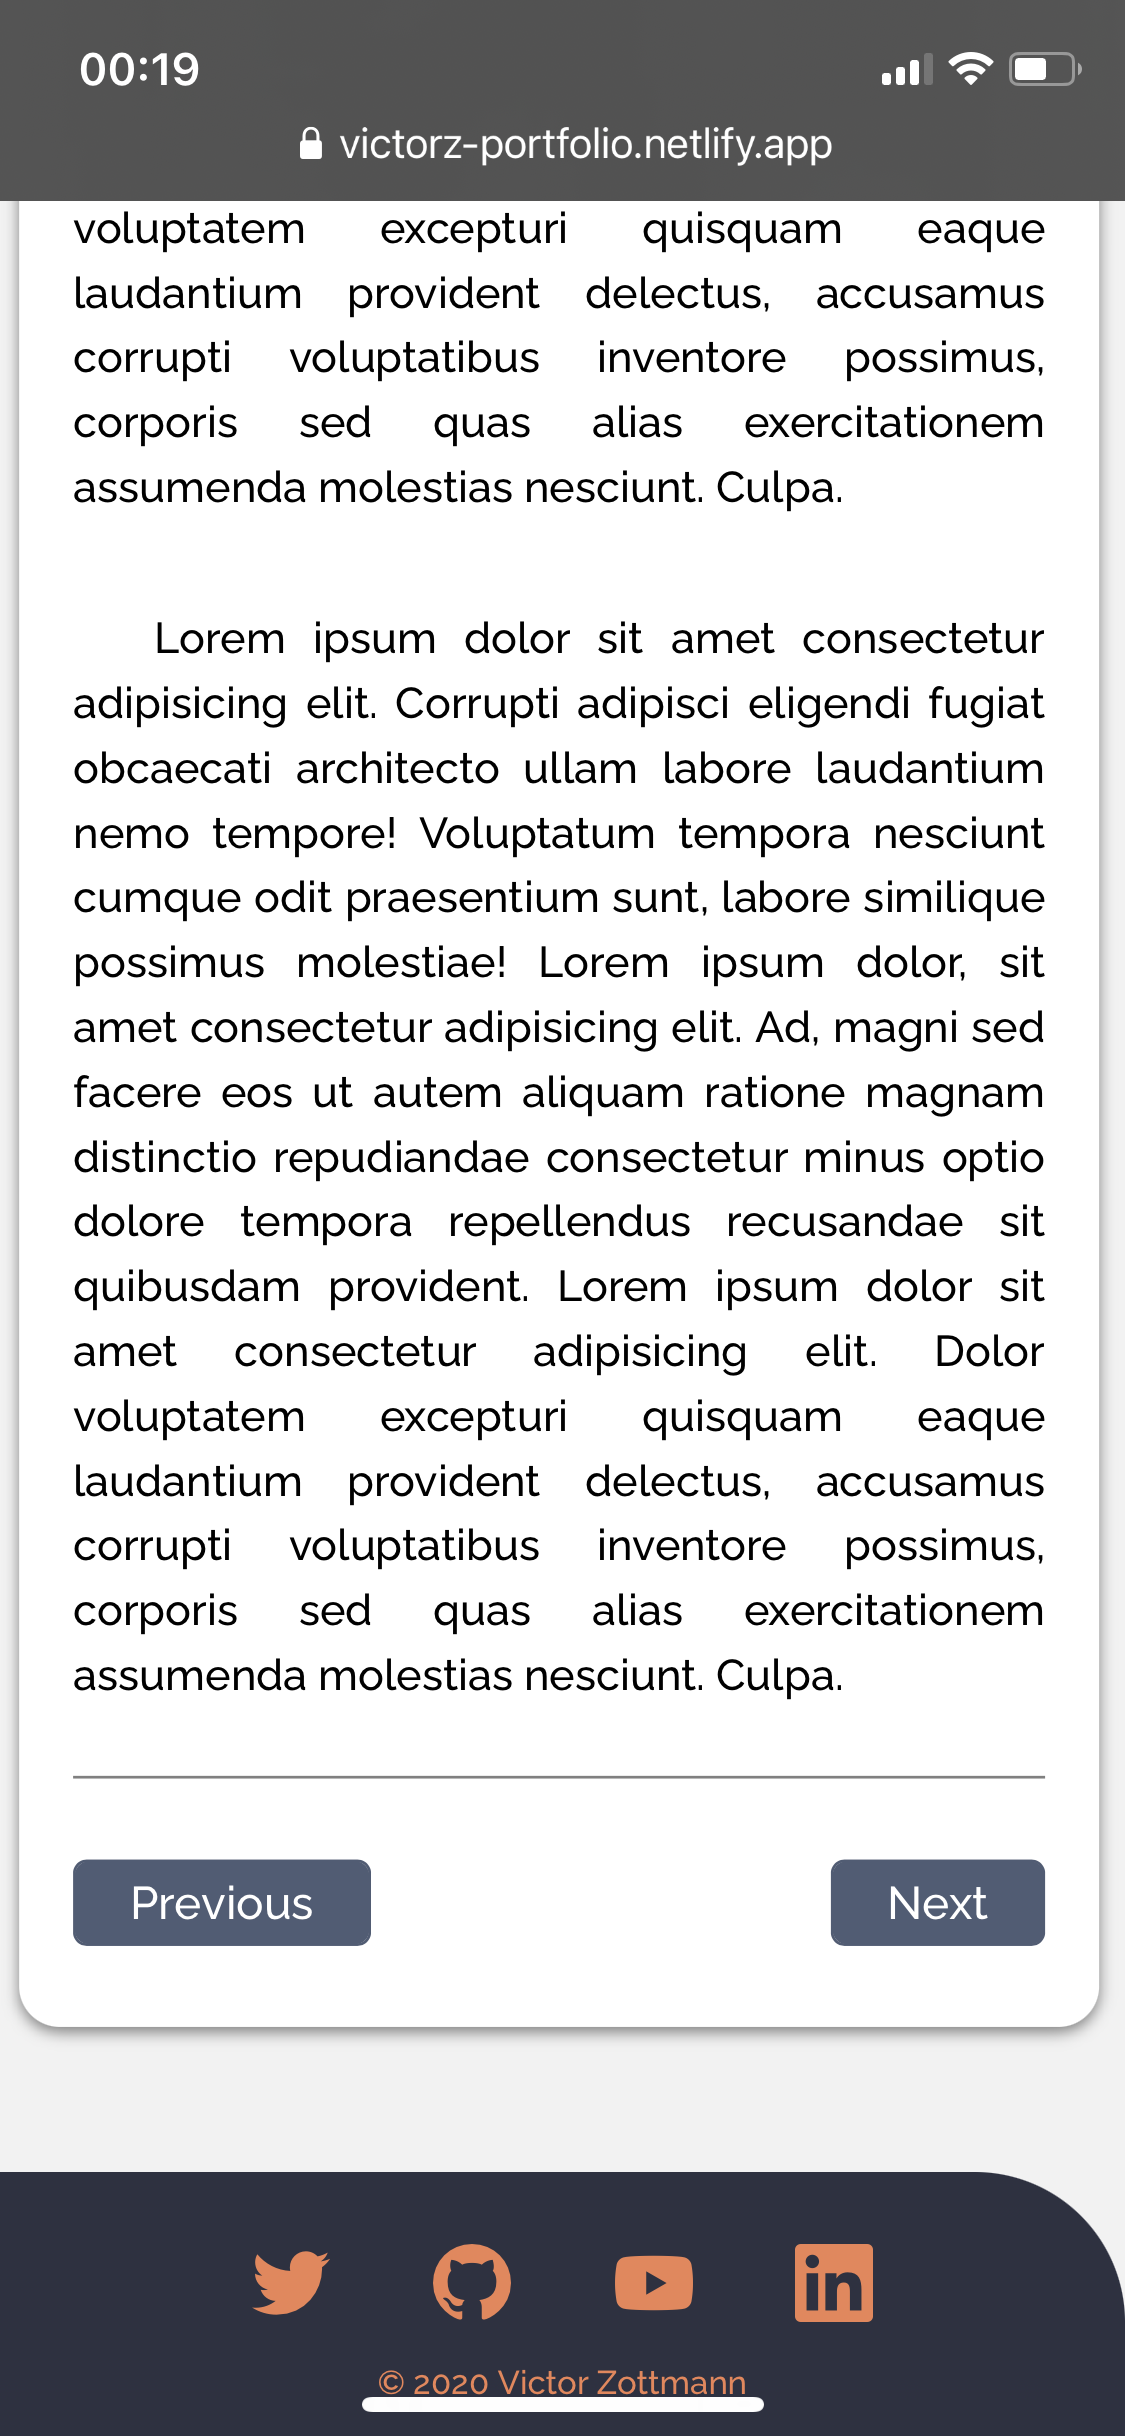 00:19
victorz-portfolio.netlify.app
voluptatem excepturi quisquam eaque
laudantium provident delectus, accusamus
corrupti voluptatibus inventore possimus,
corporis sed quas alias exercitationem
assumenda molestias nesciunt. Culpa.
Lorem ipsum dolor sit amet consectetur
adipisicing elit. Corrupti adipisci eligendi fugiat
obcaecati architecto ullam labore laudantium
nemo tempore! Voluptatum tempora nesciunt
cumque odit praesentium sunt, labore similique
possimus molestiae! Lorem ipsum dolor, sit
amet consectetur adipisicing elit. Ad, magni sed
facere eos ut autem aliquam ratione magnam
distinctio repudiandae consectetur minus optio
dolore tempora repellendus recusandae sit
quibusdam provident. Lorem ipsum dolor sit
amet consectetur adipisicing elit. Dolor
voluptatem excepturi quisquam eaque
laudantium provident delectus, accusamus
corrupti voluptatibus inventore possimus,
corporis sed quas alias exercitationem
assumenda molestias nesciunt. Culpa.
Previous Next
in
© 2020 Victor Zottmann